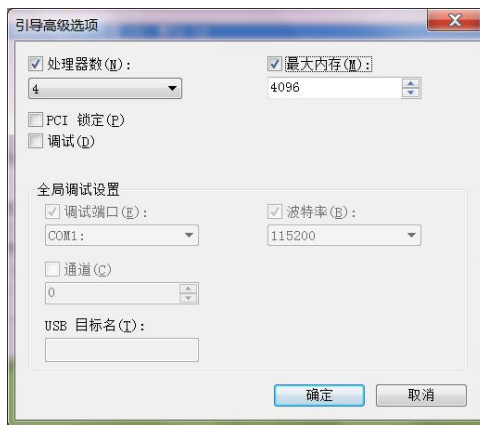 引导高级选项
处理器数(N):
最大内存(M):
4
4096
PCI 锁定(P)
调试(D)
全局调试设置
调试端口(E):
波特率(B):
COM1:
115200
通道(C)
0
USB 目标名(T):
确定
取消